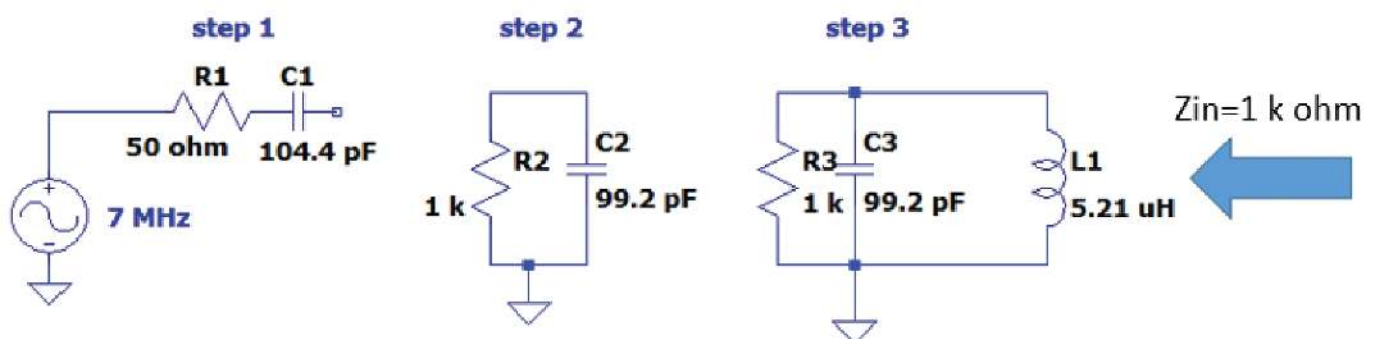 step 1
step 2
step 3
R1
C1
50 ohm
104.4 pF
+
-
7 MHz
R2
1 k
C2
99.2 pF
R3
1 k
C3
99.2 pF
L1
5.21 uH
Zin=1 k ohm